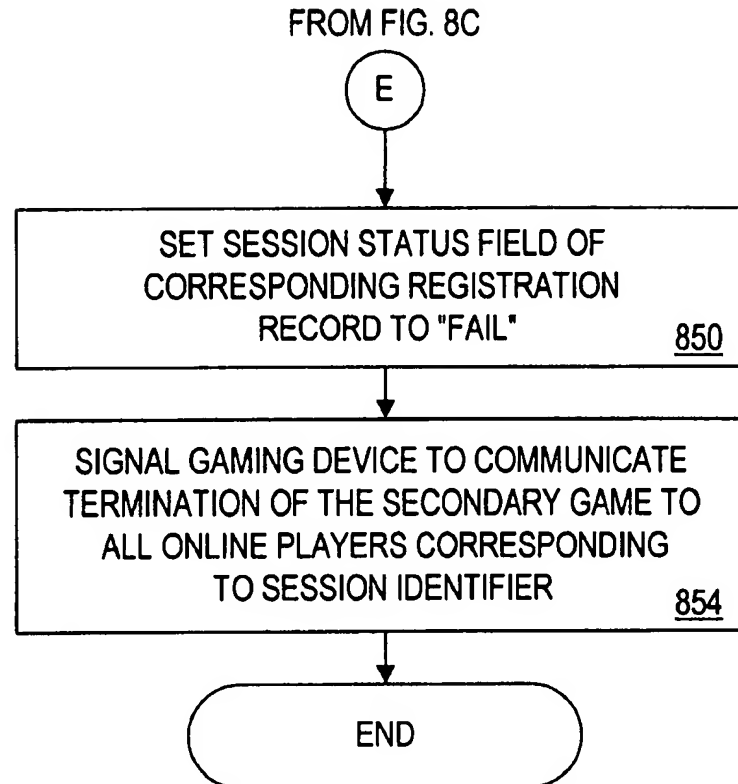 FROM FIG. 8C
E
SET SESSION STATUS FIELD OF
CORRESPONDING REGISTRATION
RECORD TO "FAIL"
850
SIGNAL GAMING DEVICE TO COMMUNICATE
TERMINATION OF THE SECONDARY GAME TO
ALL ONLINE PLAYERS CORRESPONDING
TO SESSION IDENTIFIER
854
END